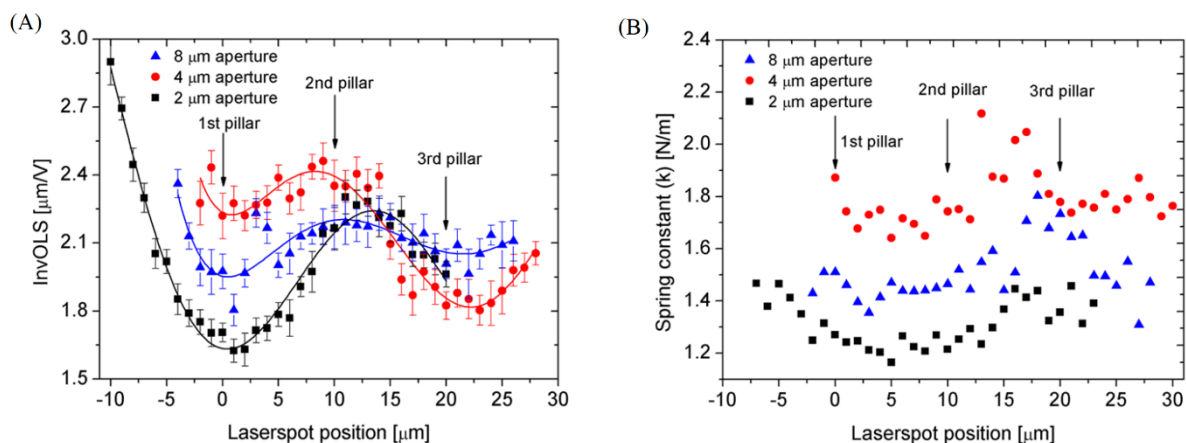 (A)
3.0
2.7
2.4
2.1
1.8
1.5
InvOLS [µm/V]
8 µm aperture
4 µm aperture
2 µm aperture
1st pillar
2nd pillar
3rd pillar
-10 -5 0 5 10 15 20 25 30
Laserspot position [µm]
(B)
2.4
2.2
2.0
1.8
1.6
1.4
1.2
Spring constant (k) [N/m]
8 µm aperture
4 µm aperture
2 µm aperture
1st pillar
2nd pillar
3rd pillar
-10 -5 0 5 10 15 20 25 30
Laserspot position [µm]